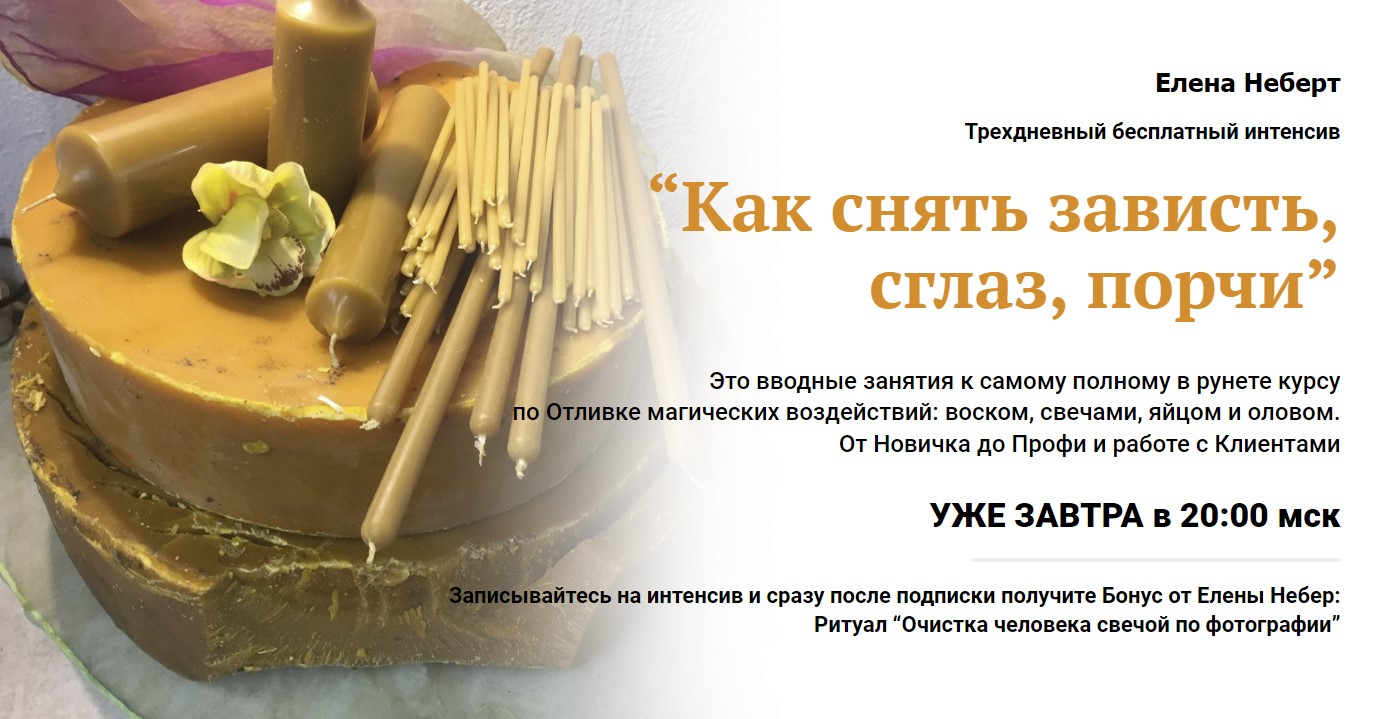 Елена Неберт
Трехдневный бесплатный интенсив
“Как снять зависть,
сглаз, порчи”
Это вводные занятия к самому полному в рунете курсу
по Отливке магических воздействий: воском, свечами, яйцом и оловом.
От Новичка до Профи и работе с Клиентами
УЖЕ ЗАВТРА в 20:00 мск
Записывайтесь на интенсив и сразу после подписки получите Бонус от Елены Небер:
Ритуал “Очистка человека свечой по фотографии”